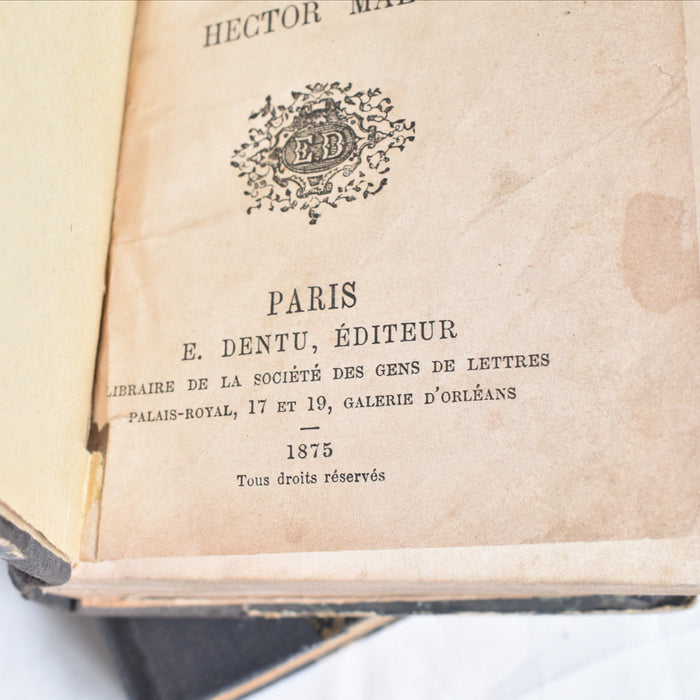 HECTOR
ED
PARIS
E. DENTU, ÉDITEUR
LIBRAIRE DE LA SOCIÉTÉ DES GENS DE LETTRES
PALAIS-ROYAL, 17 ET 19, GALERIE D'ORLÉANS
1875
Tous droits réservés